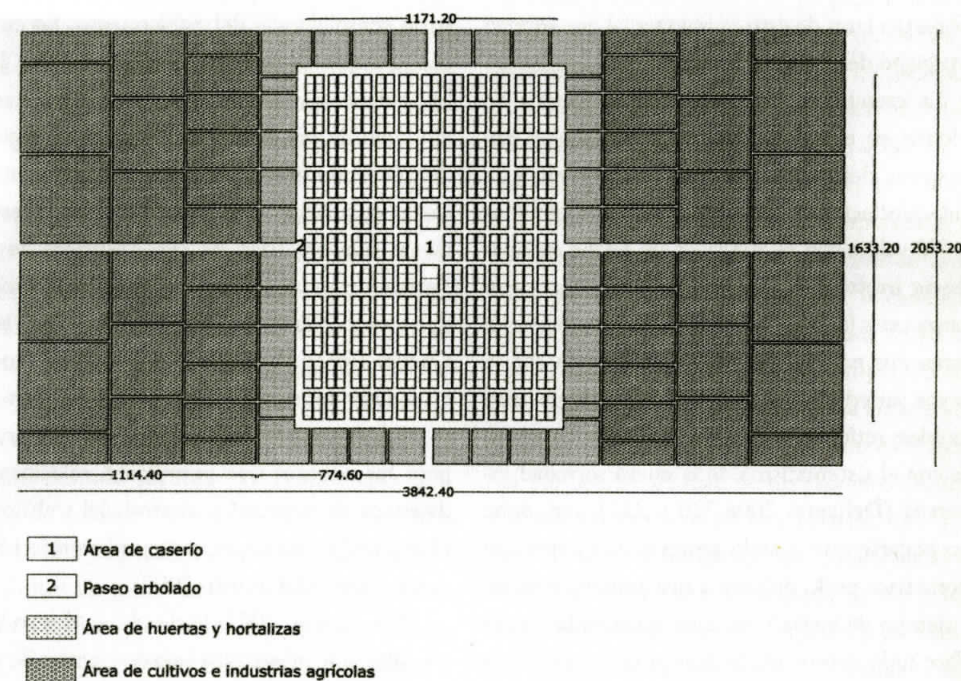 1171.20
2
1
1633.20 2053.20
1114.40 774.60
3842.40
1 Área de caserío
2 Paseo arbolado
Área de huertas y hortalizas
Área de cultivos e industrias agrícolas